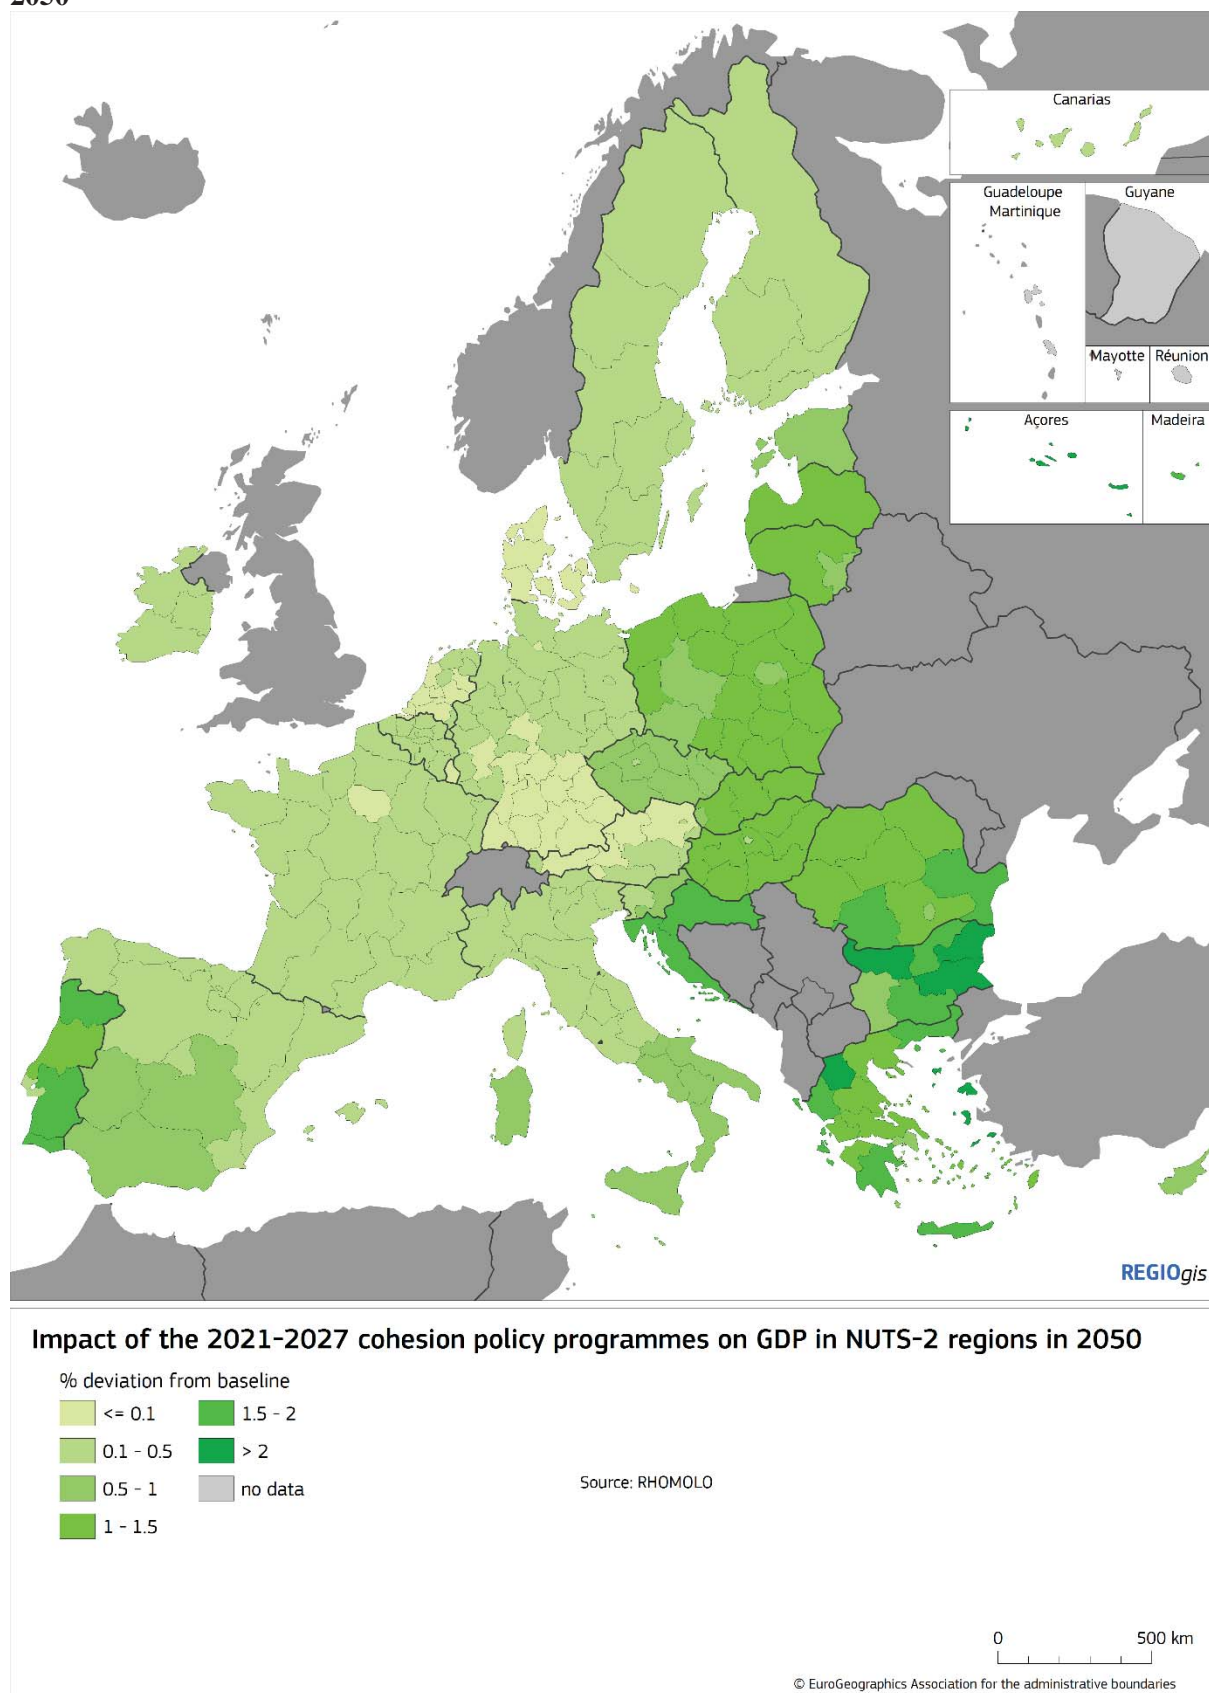 2050
Canarias
Guadeloupe
Martinique
Guyane
Mayotte
Réunion
Açores
Madeira
REGIOgis
Impact of the 2021-2027 cohesion policy programmes on GDP in NUTS-2 regions in 2050
% deviation from baseline
<= 0.1
0.1 - 0.5
0.5 - 1
1 - 1.5
1.5 - 2
> 2
no data
Source: RHOMOLO
0 500 km
© EuroGeographics Association for the administrative boundaries